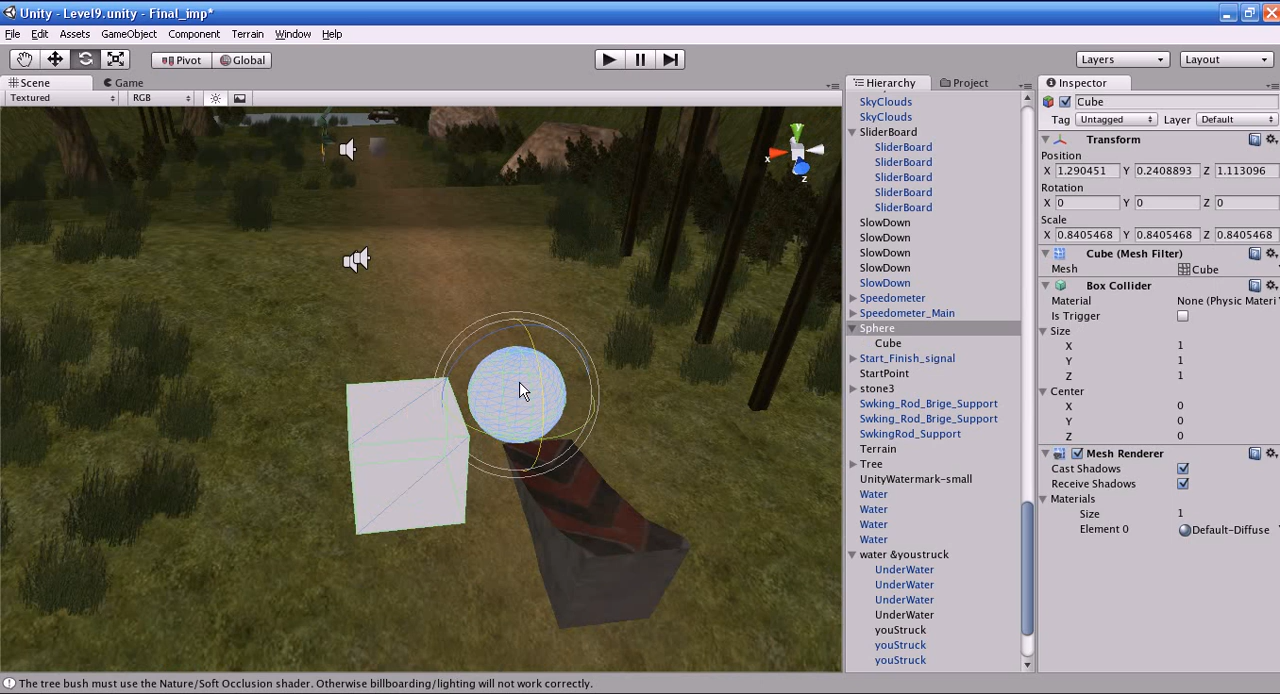 Unity - Level9.unity - Final_imp*
File Edit Assets GameObject Component Terrain Window Help
Pivot Global Layers Layout
Scene Game
Textured RGB
Hierarchy Project
SkyClouds
SkyClouds
SliderBoard
SliderBoard
SliderBoard
SliderBoard
SliderBoard
SliderBoard
SlowDown
SlowDown
SlowDown
SlowDown
SlowDown
Speedometer
Speedometer_Main
Sphere
Cube
Start_Finish_signal
StartPoint
stone3
Swking_Rod_Brige_Support
Swking_Rod_Brige_Support
SwkingRod_Support
Terrain
Tree
UnityWatermark-small
Water
Water
Water
Water
water &youstruck
UnderWater
UnderWater
UnderWater
UnderWater
youStruck
youStruck
youStruck
Inspector
Cube
Tag Untagged Layer Default
Transform
Position
X 1.290451 Y 0.2408893 Z 1.113096
Rotation
X 0 Y 0 Z 0
Scale
X 0.8405468 Y 0.8405468 Z 0.8405468
Cube (Mesh Filter)
Mesh Cube
Box Collider
Material None (Physic Materi
Is Trigger
Size
X 1
Y 1
Z 1
Center
X 0
Y 0
Z 0
Mesh Renderer
Cast Shadows
Receive Shadows
Materials
Size 1
Element 0 Default-Diffuse
y
x
z
The tree bush must use the Nature/Soft Occlusion shader. Otherwise billboarding/lighting will not work correctly.